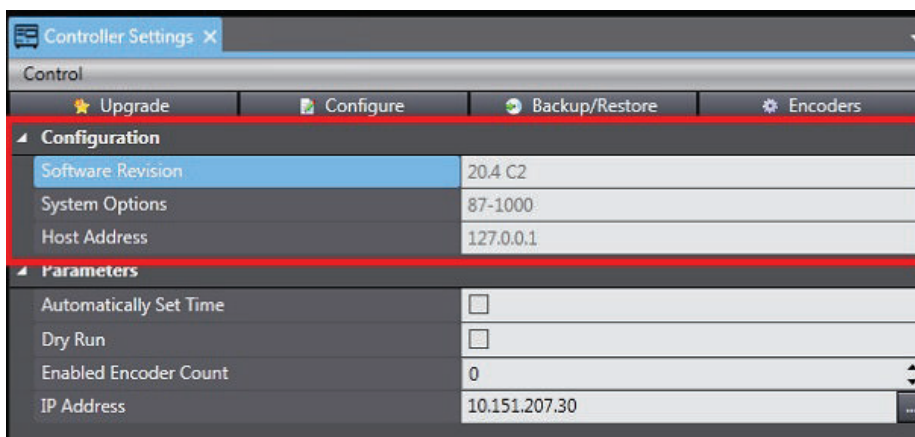 Controller Settings
Control
Upgrade Configure Backup/Restore Encoders
Configuration
Software Revision 20.4 C2
System Options 87-1000
Host Address 127.0.0.1
Parameters
Automatically Set Time
Dry Run
Enabled Encoder Count 0
IP Address 10.151.207.30 ...